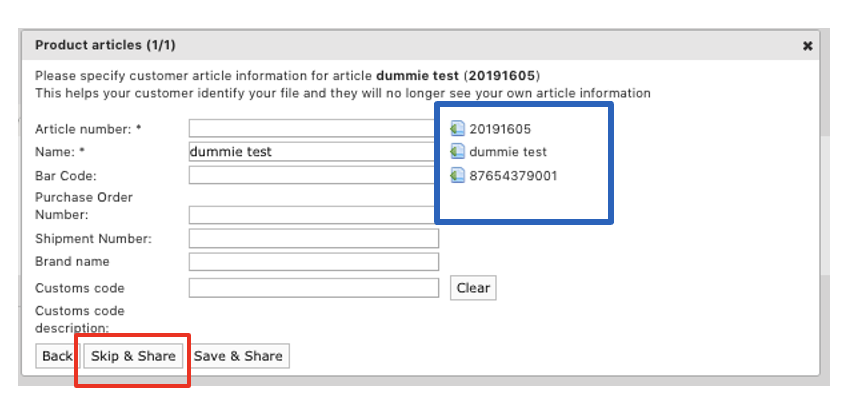 Product articles (1/1)
Please specify customer article information for article dummie test (20191605)
This helps your customer identify your file and they will no longer see your own article information
Article number: * 20191605
Name: * dummie test dummie test
Bar Code: 87654379001
Purchase Order
Number:
Shipment Number:
Brand name
Customs code Clear
Customs code
description:
Back Skip & Share Save & Share